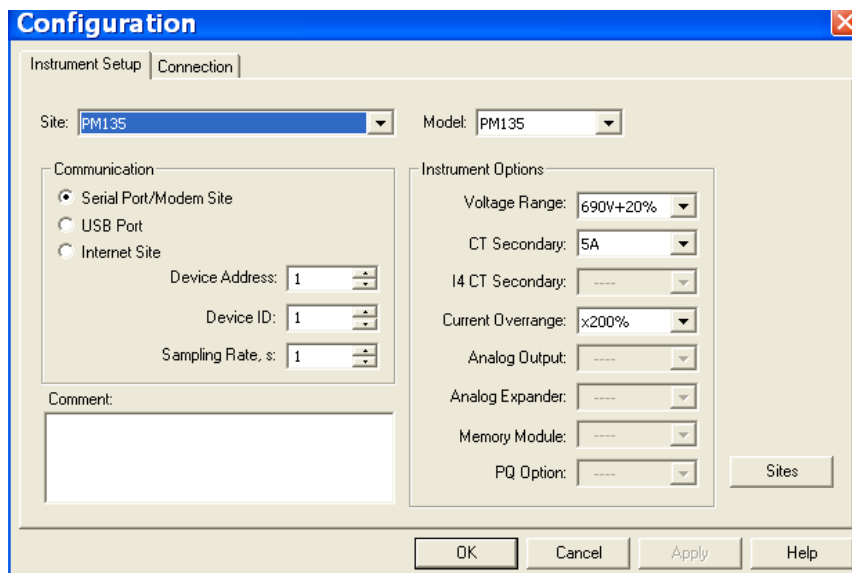 Configuration
Instrument Setup Connection
Site: PM135 Model: PM135
Communication
Serial Port/Modem Site
USB Port
Internet Site
Device Address: 1
Device ID: 1
Sampling Rate, s: 1
Comment:
Instrument Options
Voltage Range: 690V+20%
CT Secondary: 5A
I4 CT Secondary: ----
Current Overrange: x200%
Analog Output: ----
Analog Expander: ----
Memory Module: ----
PQ Option: ----
Sites
OK Cancel Apply Help